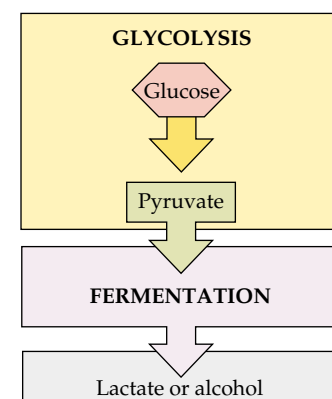 GLYCOLYSIS
Glucose
Pyruvate
FERMENTATION
Lactate or alcohol